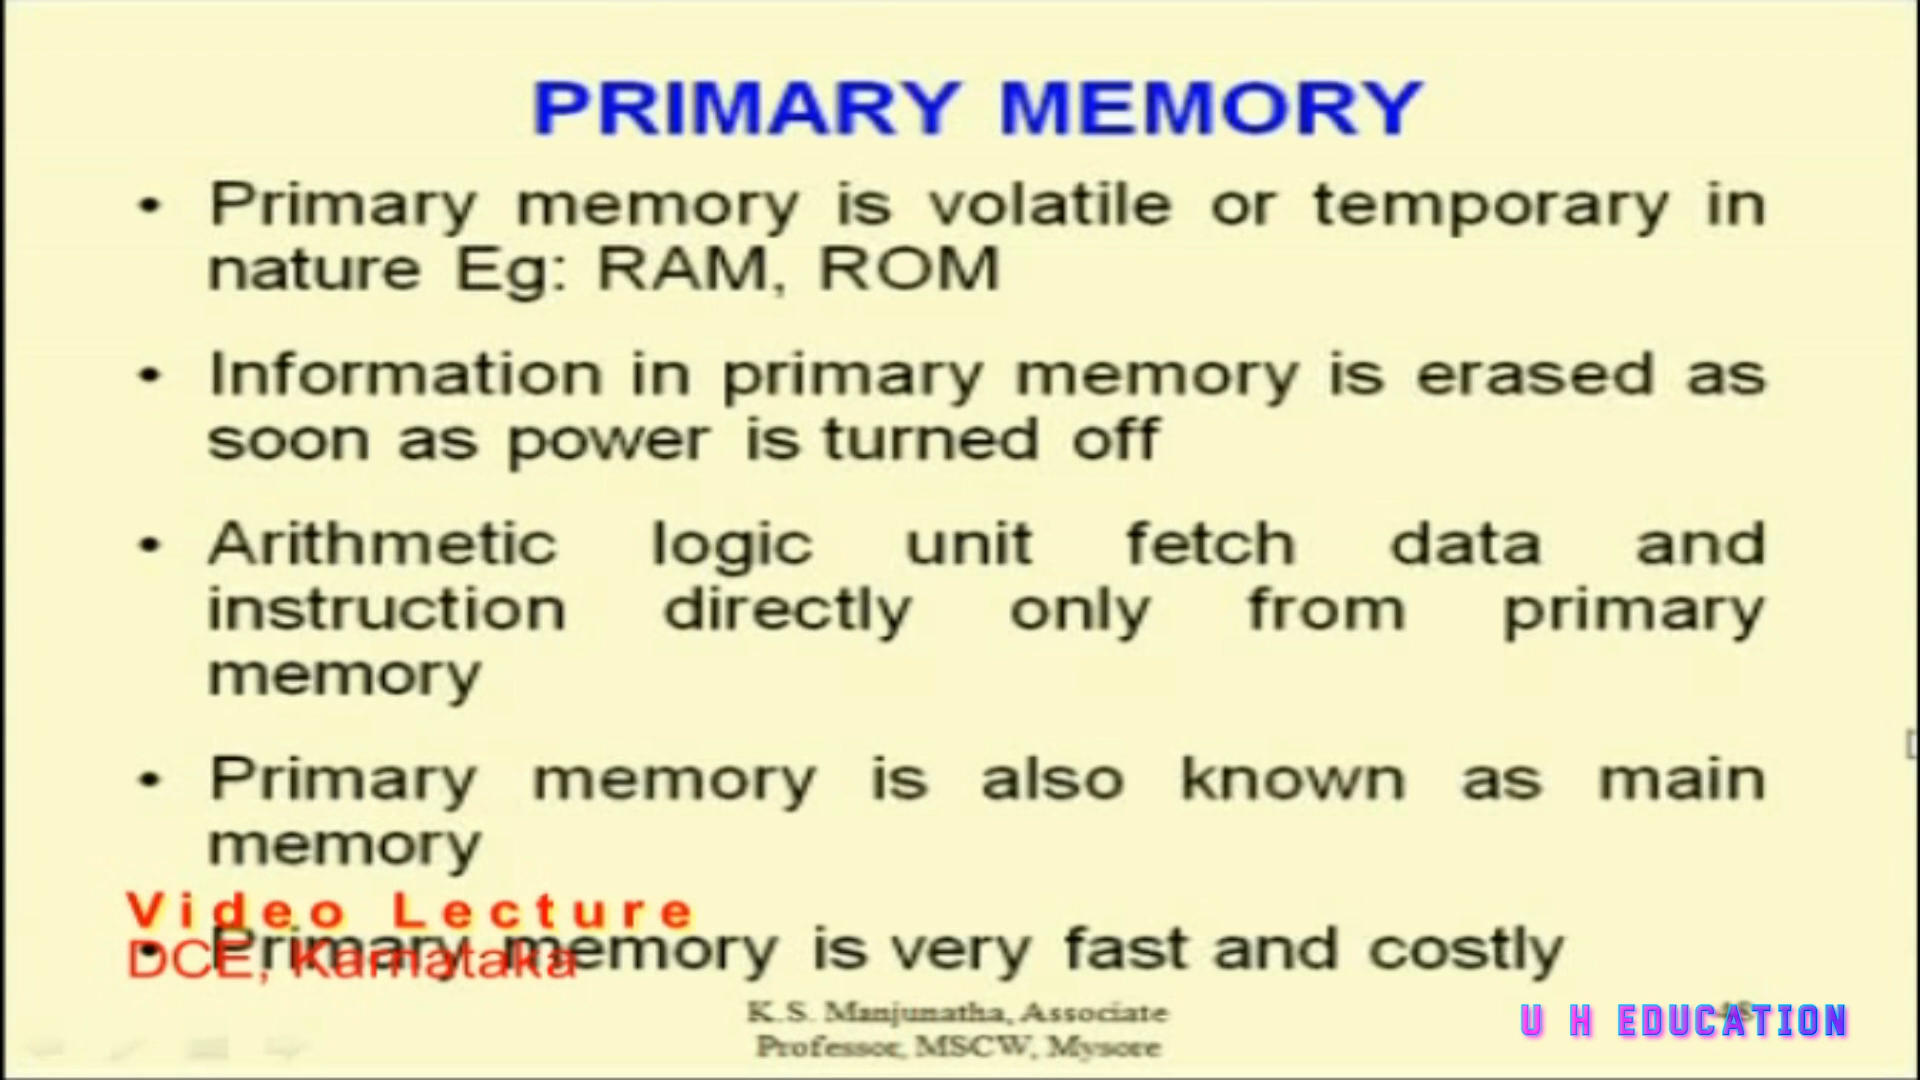 PRIMARY MEMORY
• Primary memory is volatile or temporary in
nature Eg: RAM, ROM
• Information in primary memory is erased as
soon as power is turned off
• Arithmetic logic unit fetch data and
instruction directly only from primary
memory
• Primary memory is also known as main
memory
Video Lecture
DCE, Karnataka
• Primary memory is very fast and costly
K.S. Manjunatha, Associate
Professor, MSCW, Mysore
U H EDUCATION